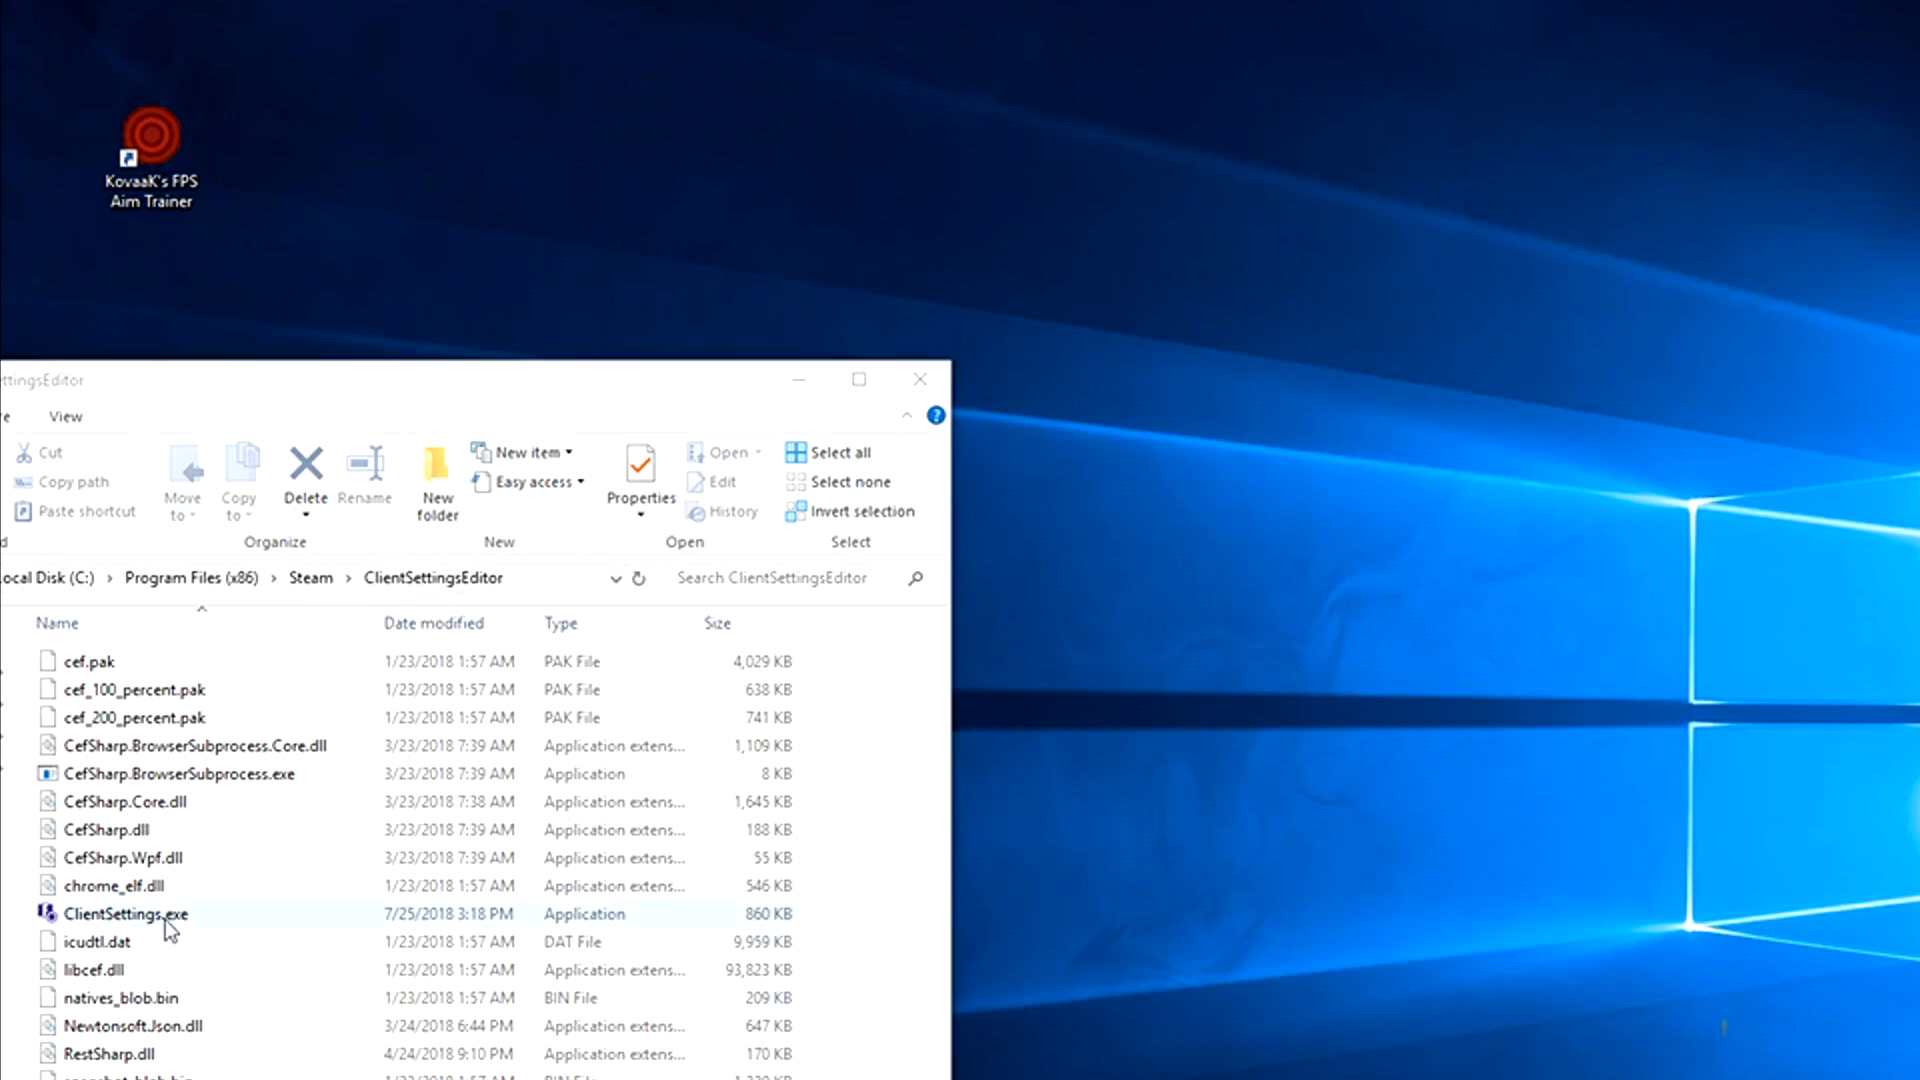 KovaaK's FPS
Aim Trainer
ttingsEditor
re View
Cut
Copy path
Paste shortcut
Move to
Copy to
Delete
Rename
New folder
New item
Easy access
Properties
Open
Edit
History
Select all
Select none
Invert selection
d Organize New Open Select
ocal Disk (C:) › Program Files (x86) › Steam › ClientSettingsEditor Search ClientSettingsEditor
Name Date modified Type Size
cef.pak 1/23/2018 1:57 AM PAK File 4,029 KB
cef_100_percent.pak 1/23/2018 1:57 AM PAK File 638 KB
cef_200_percent.pak 1/23/2018 1:57 AM PAK File 741 KB
CefSharp.BrowserSubprocess.Core.dll 3/23/2018 7:39 AM Application extens... 1,109 KB
CefSharp.BrowserSubprocess.exe 3/23/2018 7:39 AM Application 8 KB
CefSharp.Core.dll 3/23/2018 7:38 AM Application extens... 1,645 KB
CefSharp.dll 3/23/2018 7:39 AM Application extens... 188 KB
CefSharp.Wpf.dll 3/23/2018 7:39 AM Application extens... 55 KB
chrome_elf.dll 1/23/2018 1:57 AM Application extens... 546 KB
ClientSettings.exe 7/25/2018 3:18 PM Application 860 KB
icudtl.dat 1/23/2018 1:57 AM DAT File 9,959 KB
libcef.dll 1/23/2018 1:57 AM Application extens... 93,823 KB
natives_blob.bin 1/23/2018 1:57 AM BIN File 209 KB
Newtonsoft.Json.dll 3/24/2018 6:44 PM Application extens... 647 KB
RestSharp.dll 4/24/2018 9:10 PM Application extens... 170 KB